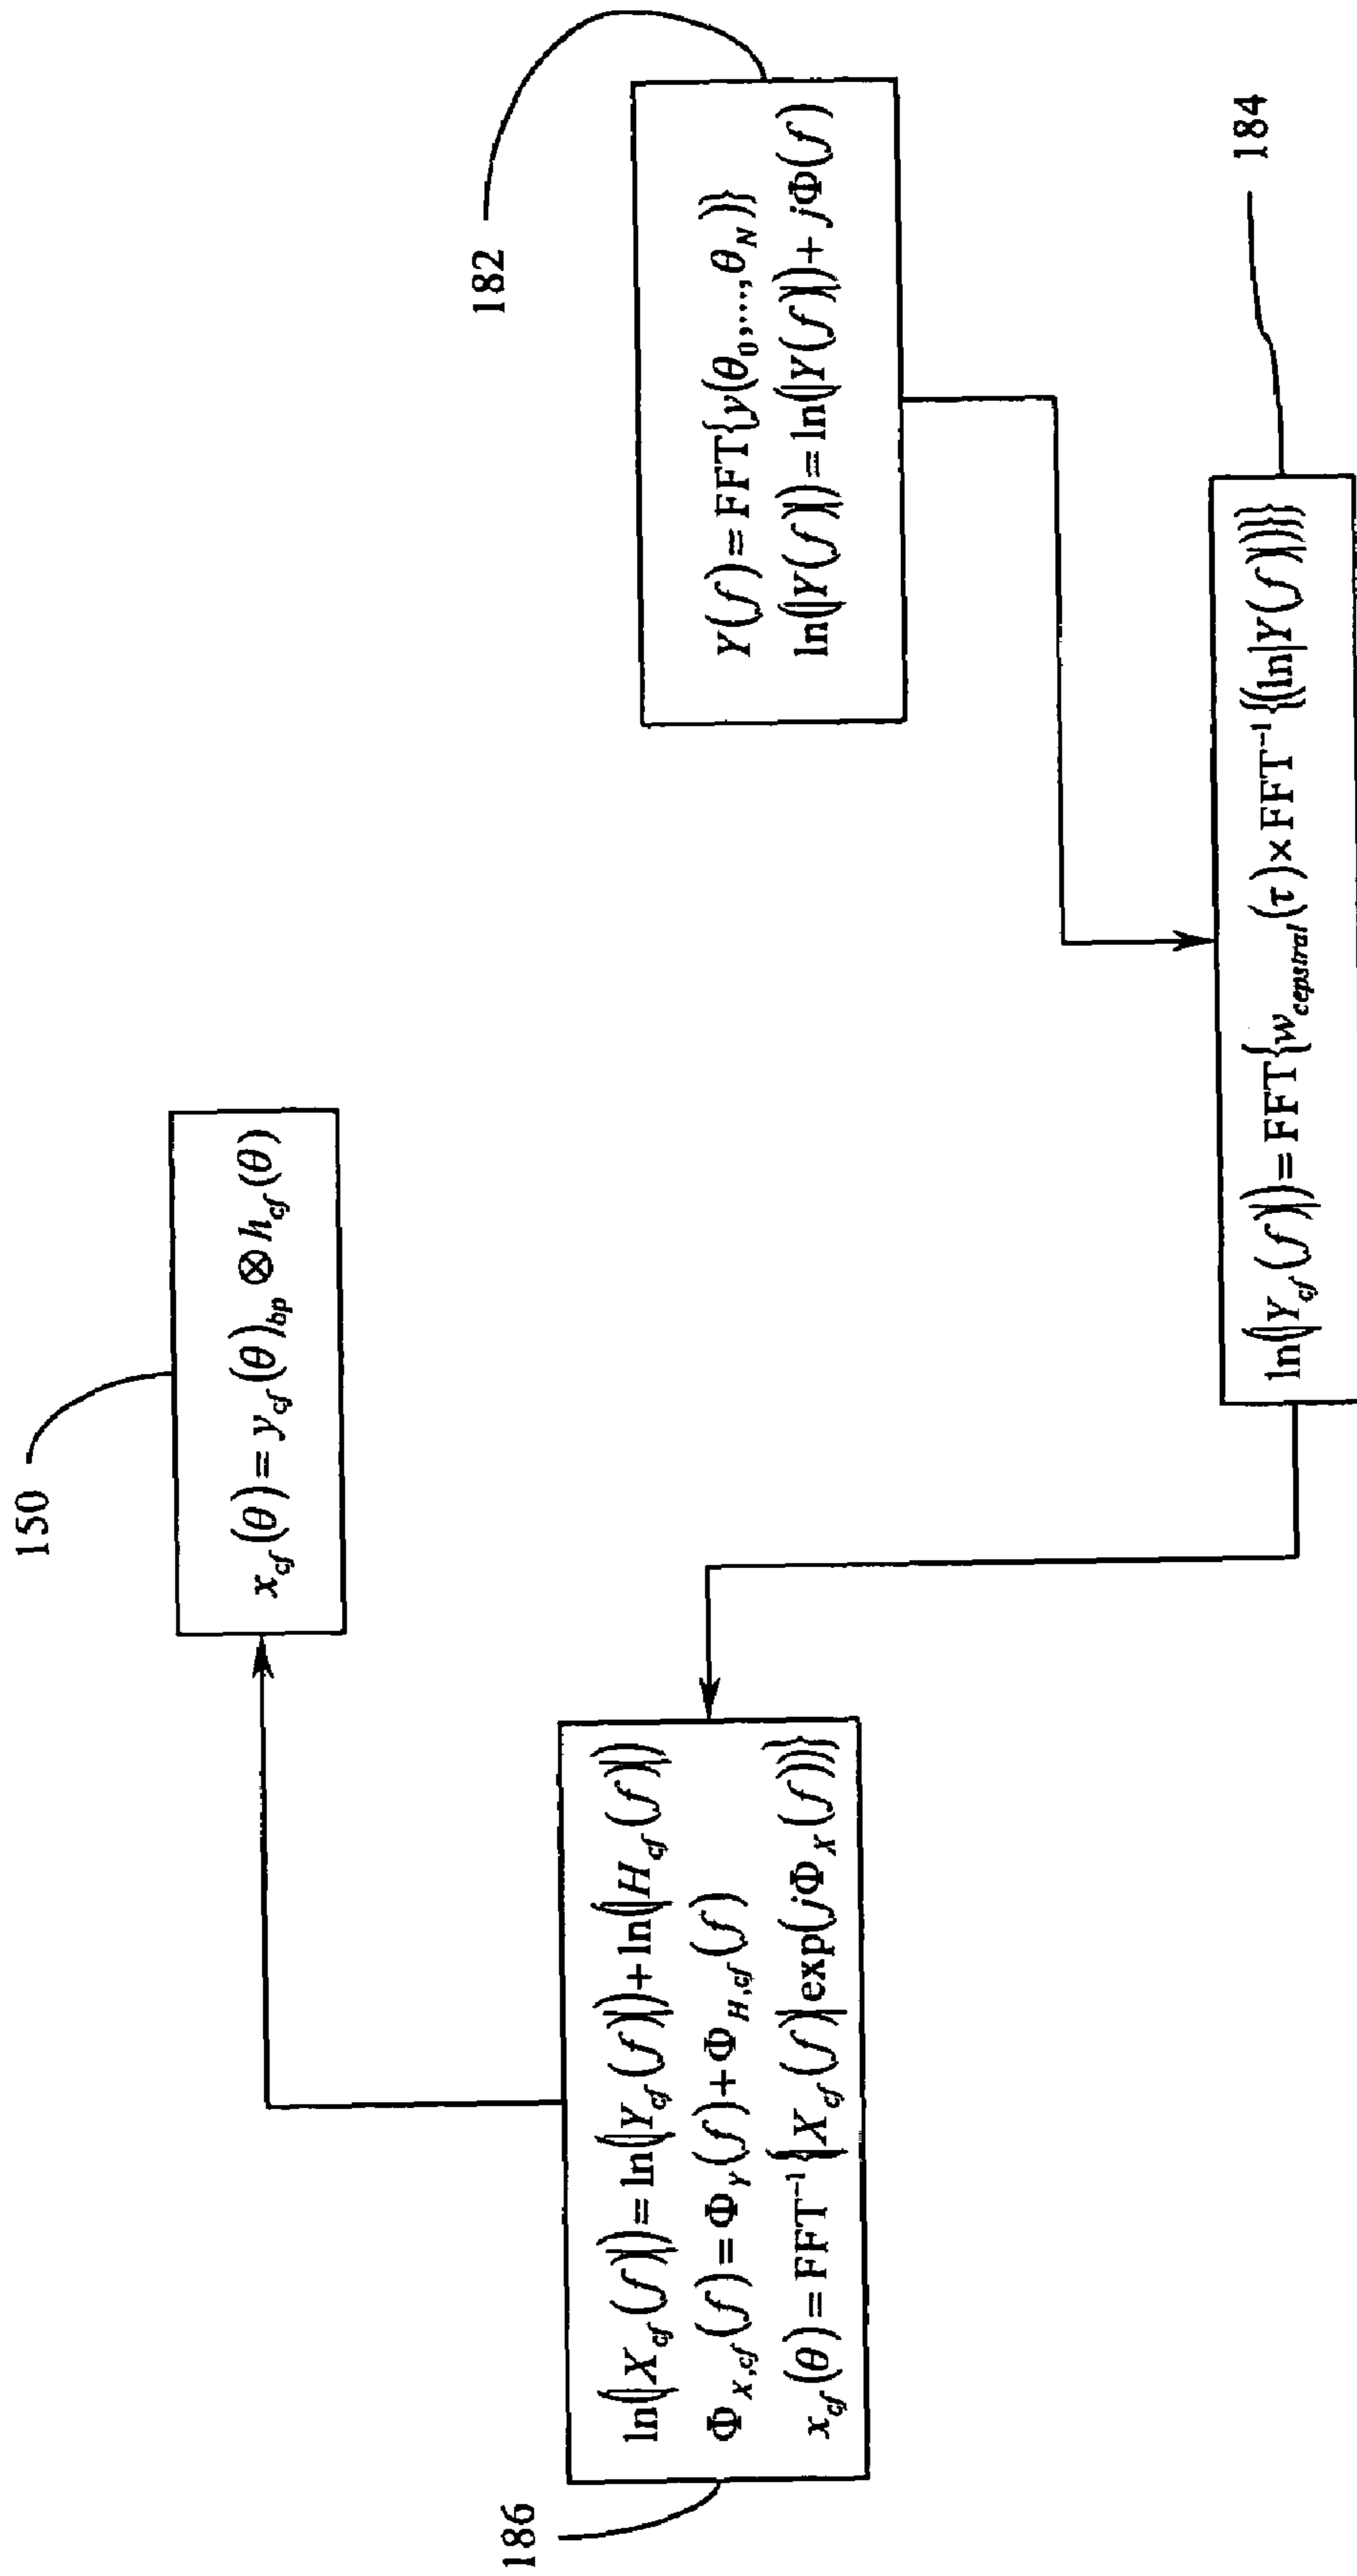 150
x_cf(θ) = y_cf(θ)_bp ⊗ h_cf(θ)
182
Y(f) = FFT{y(θ_0,...,θ_N)}
ln(|Y(f)|) = ln(|Y(f)|) + jΦ(f)
184
ln(|Y_cf(f)|) = FFT{w_cepstral(τ) × FFT⁻¹{(ln|Y(f)|)}}
186
ln(|X_cf(f)|) = ln(|Y_cf(f)|) + ln(|H_cf(f)|)
Φ_X,cf(f) = Φ_Y(f) + Φ_H,cf(f)
x_cf(θ) = FFT⁻¹{|X_cf(f)| exp(jΦ_X(f))}